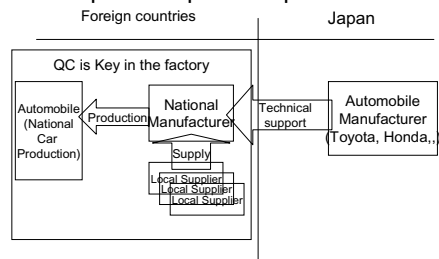 Foreign countries
Japan
QC is Key in the factory
Automobile
(National
Car
Production)
Production
National
Manufacturer
Technical
support
Automobile
Manufacturer
(Toyota, Honda,,)
Supply
Local Supplier
Local Supplier
Local Supplier